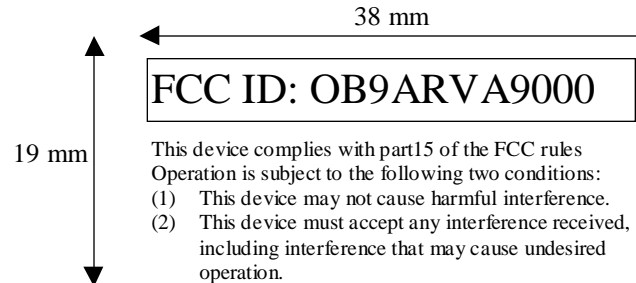 38 mm
FCC ID: OB9ARVA9000
19 mm
This device complies with part15 of the FCC rules
Operation is subject to the following two conditions:
(1) This device may not cause harmful interference.
(2) This device must accept any interference received,
including interference that may cause undesired
operation.